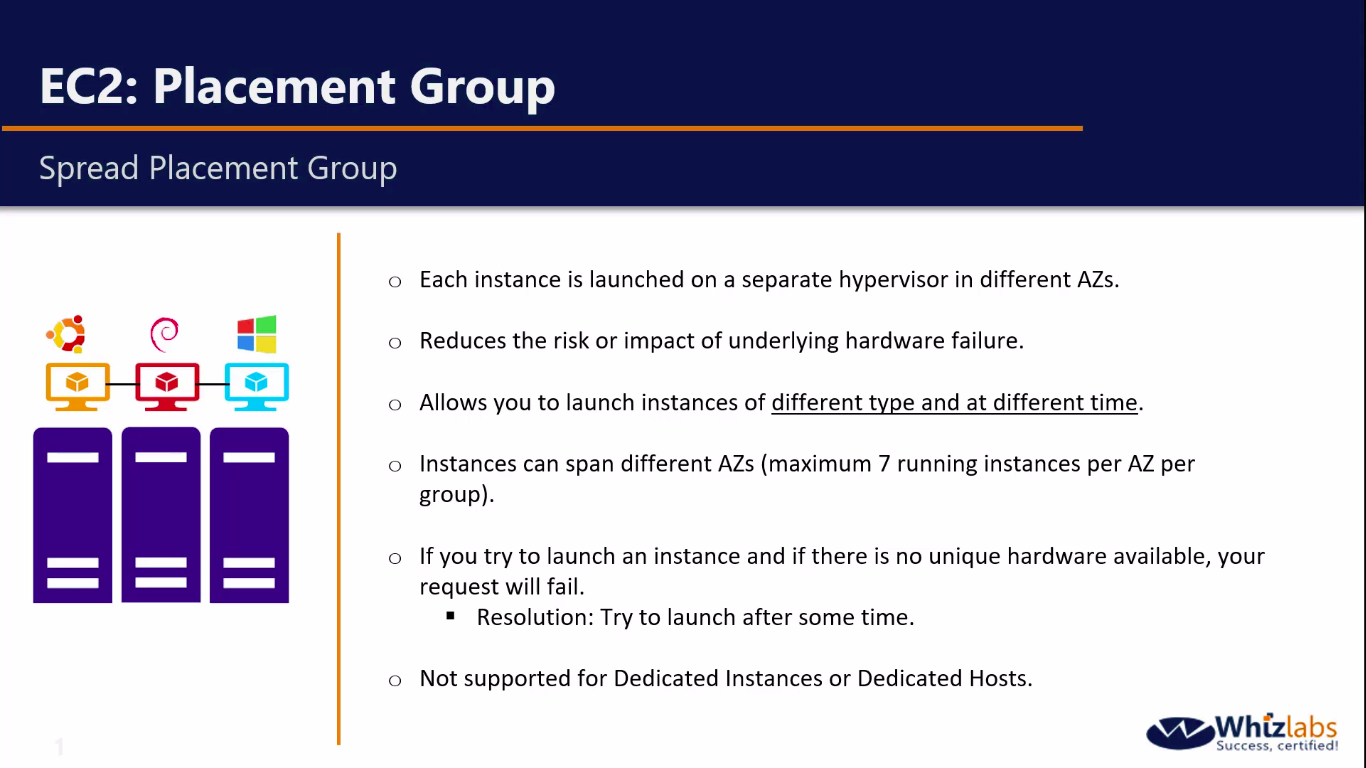 EC2: Placement Group
Spread Placement Group
○ Each instance is launched on a separate hypervisor in different AZs.
○ Reduces the risk or impact of underlying hardware failure.
○ Allows you to launch instances of different type and at different time.
○ Instances can span different AZs (maximum 7 running instances per AZ per
group).
○ If you try to launch an instance and if there is no unique hardware available, your
request will fail.
▪ Resolution: Try to launch after some time.
○ Not supported for Dedicated Instances or Dedicated Hosts.
1
Whizlabs
Success, certified!